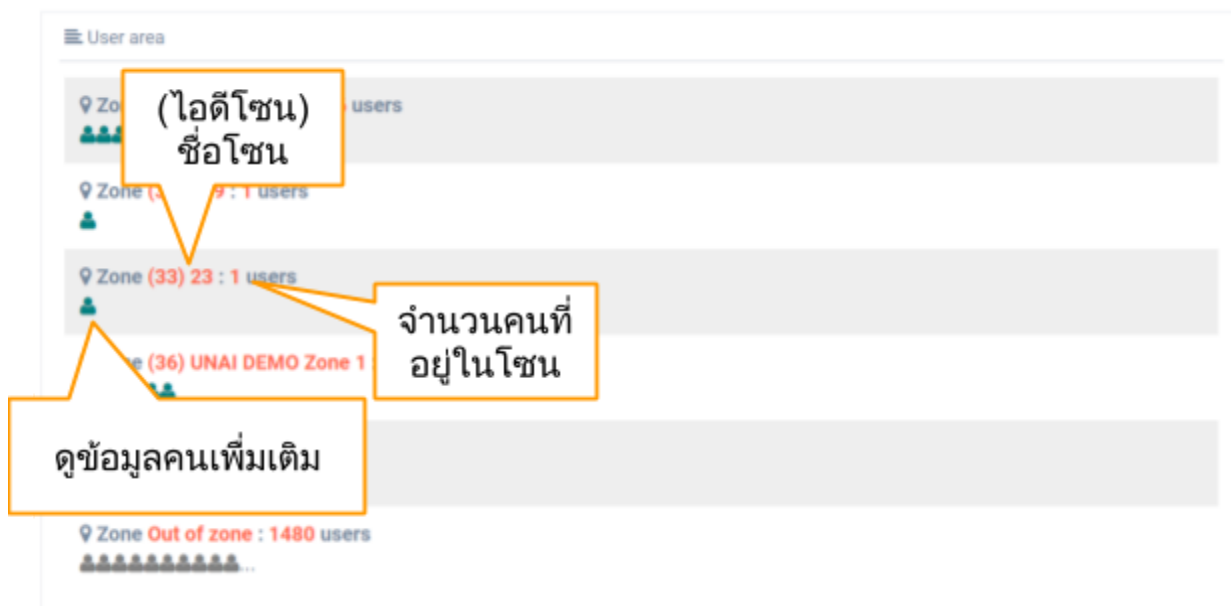 User area
Zo
users
(ไอดีโซน)
ชื่อโซน
Zone : 1 users
Zone (33) 23 : 1 users
จำนวนคนที่
อยู่ในโซน
(36) UNAI DEMO Zone 1
ดูข้อมูลคนเพิ่มเติม
Zone Out of zone : 1480 users
...